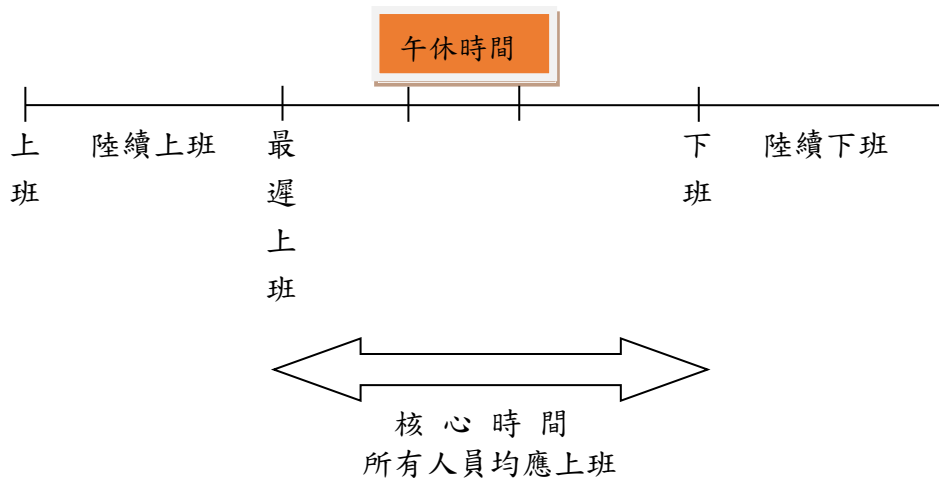 午休時間
上班
陸續上班
最遲上班
下班
陸續下班
核心時間
所有人員均應上班